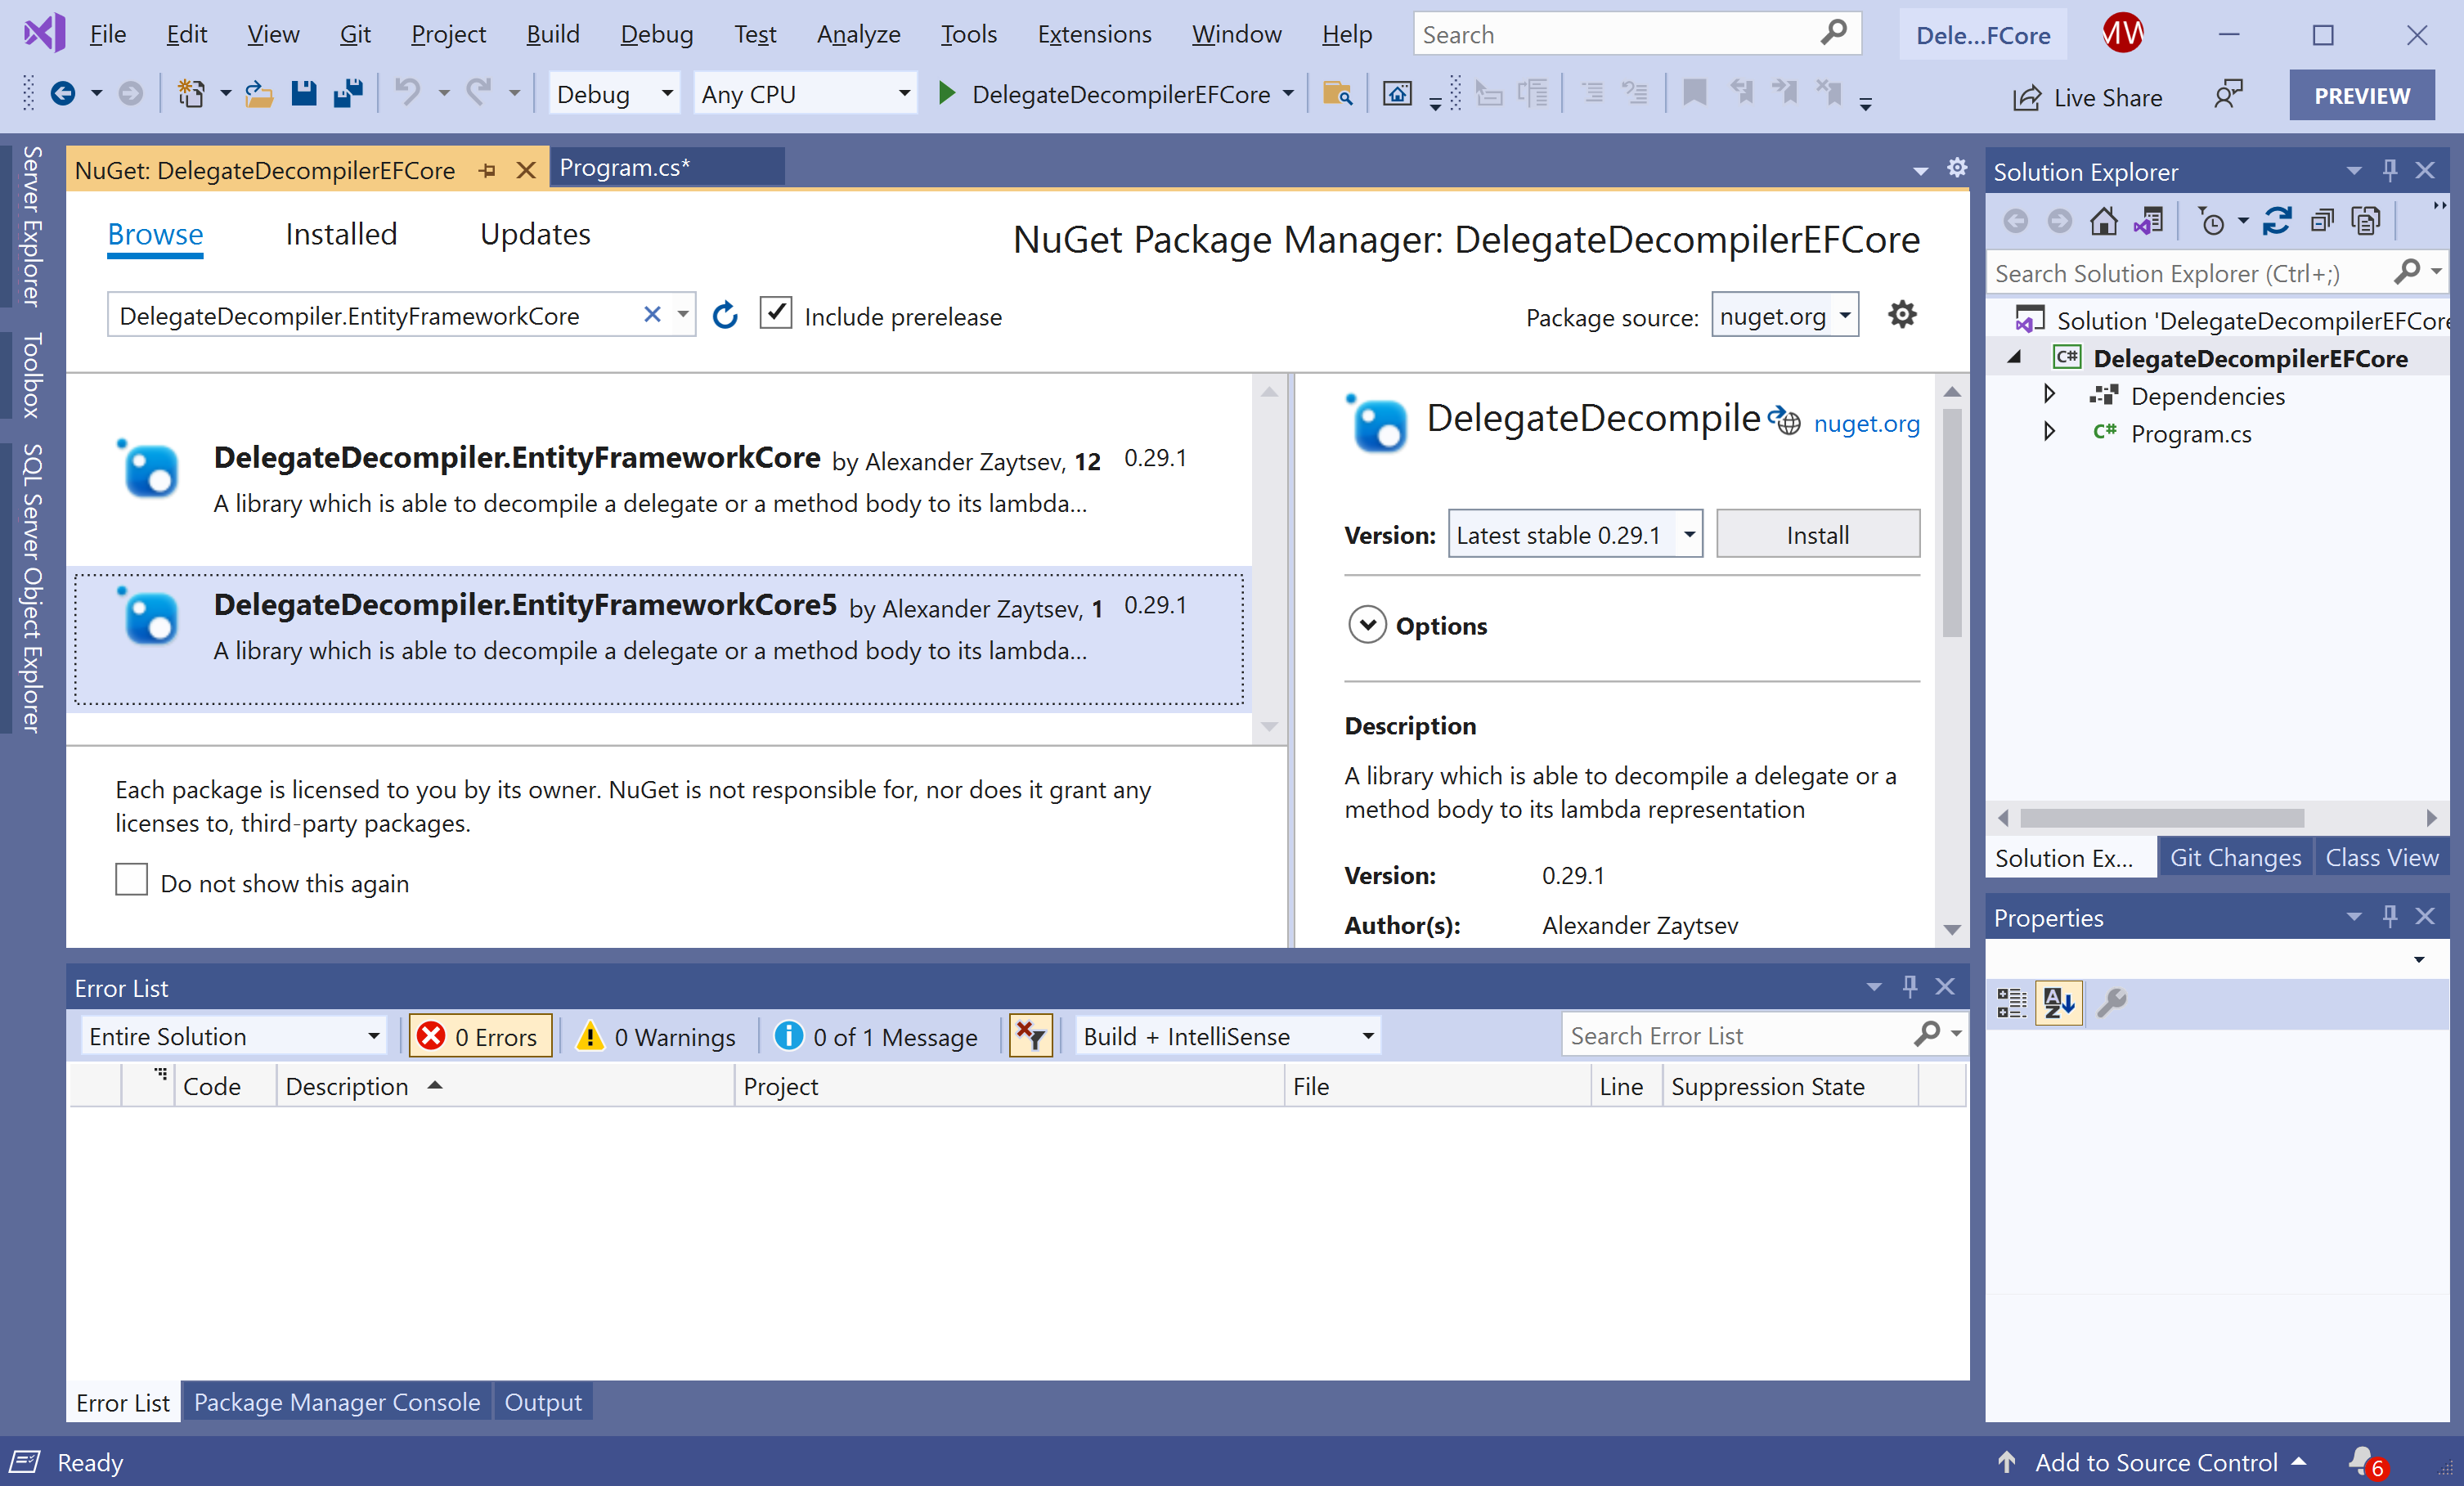 File Edit View Git Project Build Debug Test Analyze Tools Extensions Window Help Search Dele...FCore MW
Debug Any CPU DelegateDecompilerEFCore Live Share PREVIEW
Server Explorer
Toolbox
SQL Server Object Explorer
NuGet: DelegateDecompilerEFCore Program.cs*
Browse Installed Updates NuGet Package Manager: DelegateDecompilerEFCore
DelegateDecompiler.EntityFrameworkCore Include prerelease Package source: nuget.org
DelegateDecompiler.EntityFrameworkCore by Alexander Zaytsev, 12 0.29.1
A library which is able to decompile a delegate or a method body to its lambda...
DelegateDecompiler.EntityFrameworkCore5 by Alexander Zaytsev, 1 0.29.1
A library which is able to decompile a delegate or a method body to its lambda...
Each package is licensed to you by its owner. NuGet is not responsible for, nor does it grant any
licenses to, third-party packages.
Do not show this again
DelegateDecompile nuget.org
Version: Latest stable 0.29.1 Install
Options
Description
A library which is able to decompile a delegate or a
method body to its lambda representation
Version: 0.29.1
Author(s): Alexander Zaytsev
Solution Explorer
Search Solution Explorer (Ctrl+;)
Solution 'DelegateDecompilerEFCore
C# DelegateDecompilerEFCore
Dependencies
C# Program.cs
Solution Ex... Git Changes Class View
Properties
Error List
Entire Solution 0 Errors 0 Warnings 0 of 1 Message Build + IntelliSense Search Error List
Code Description Project File Line Suppression State
Error List Package Manager Console Output
Ready Add to Source Control 6